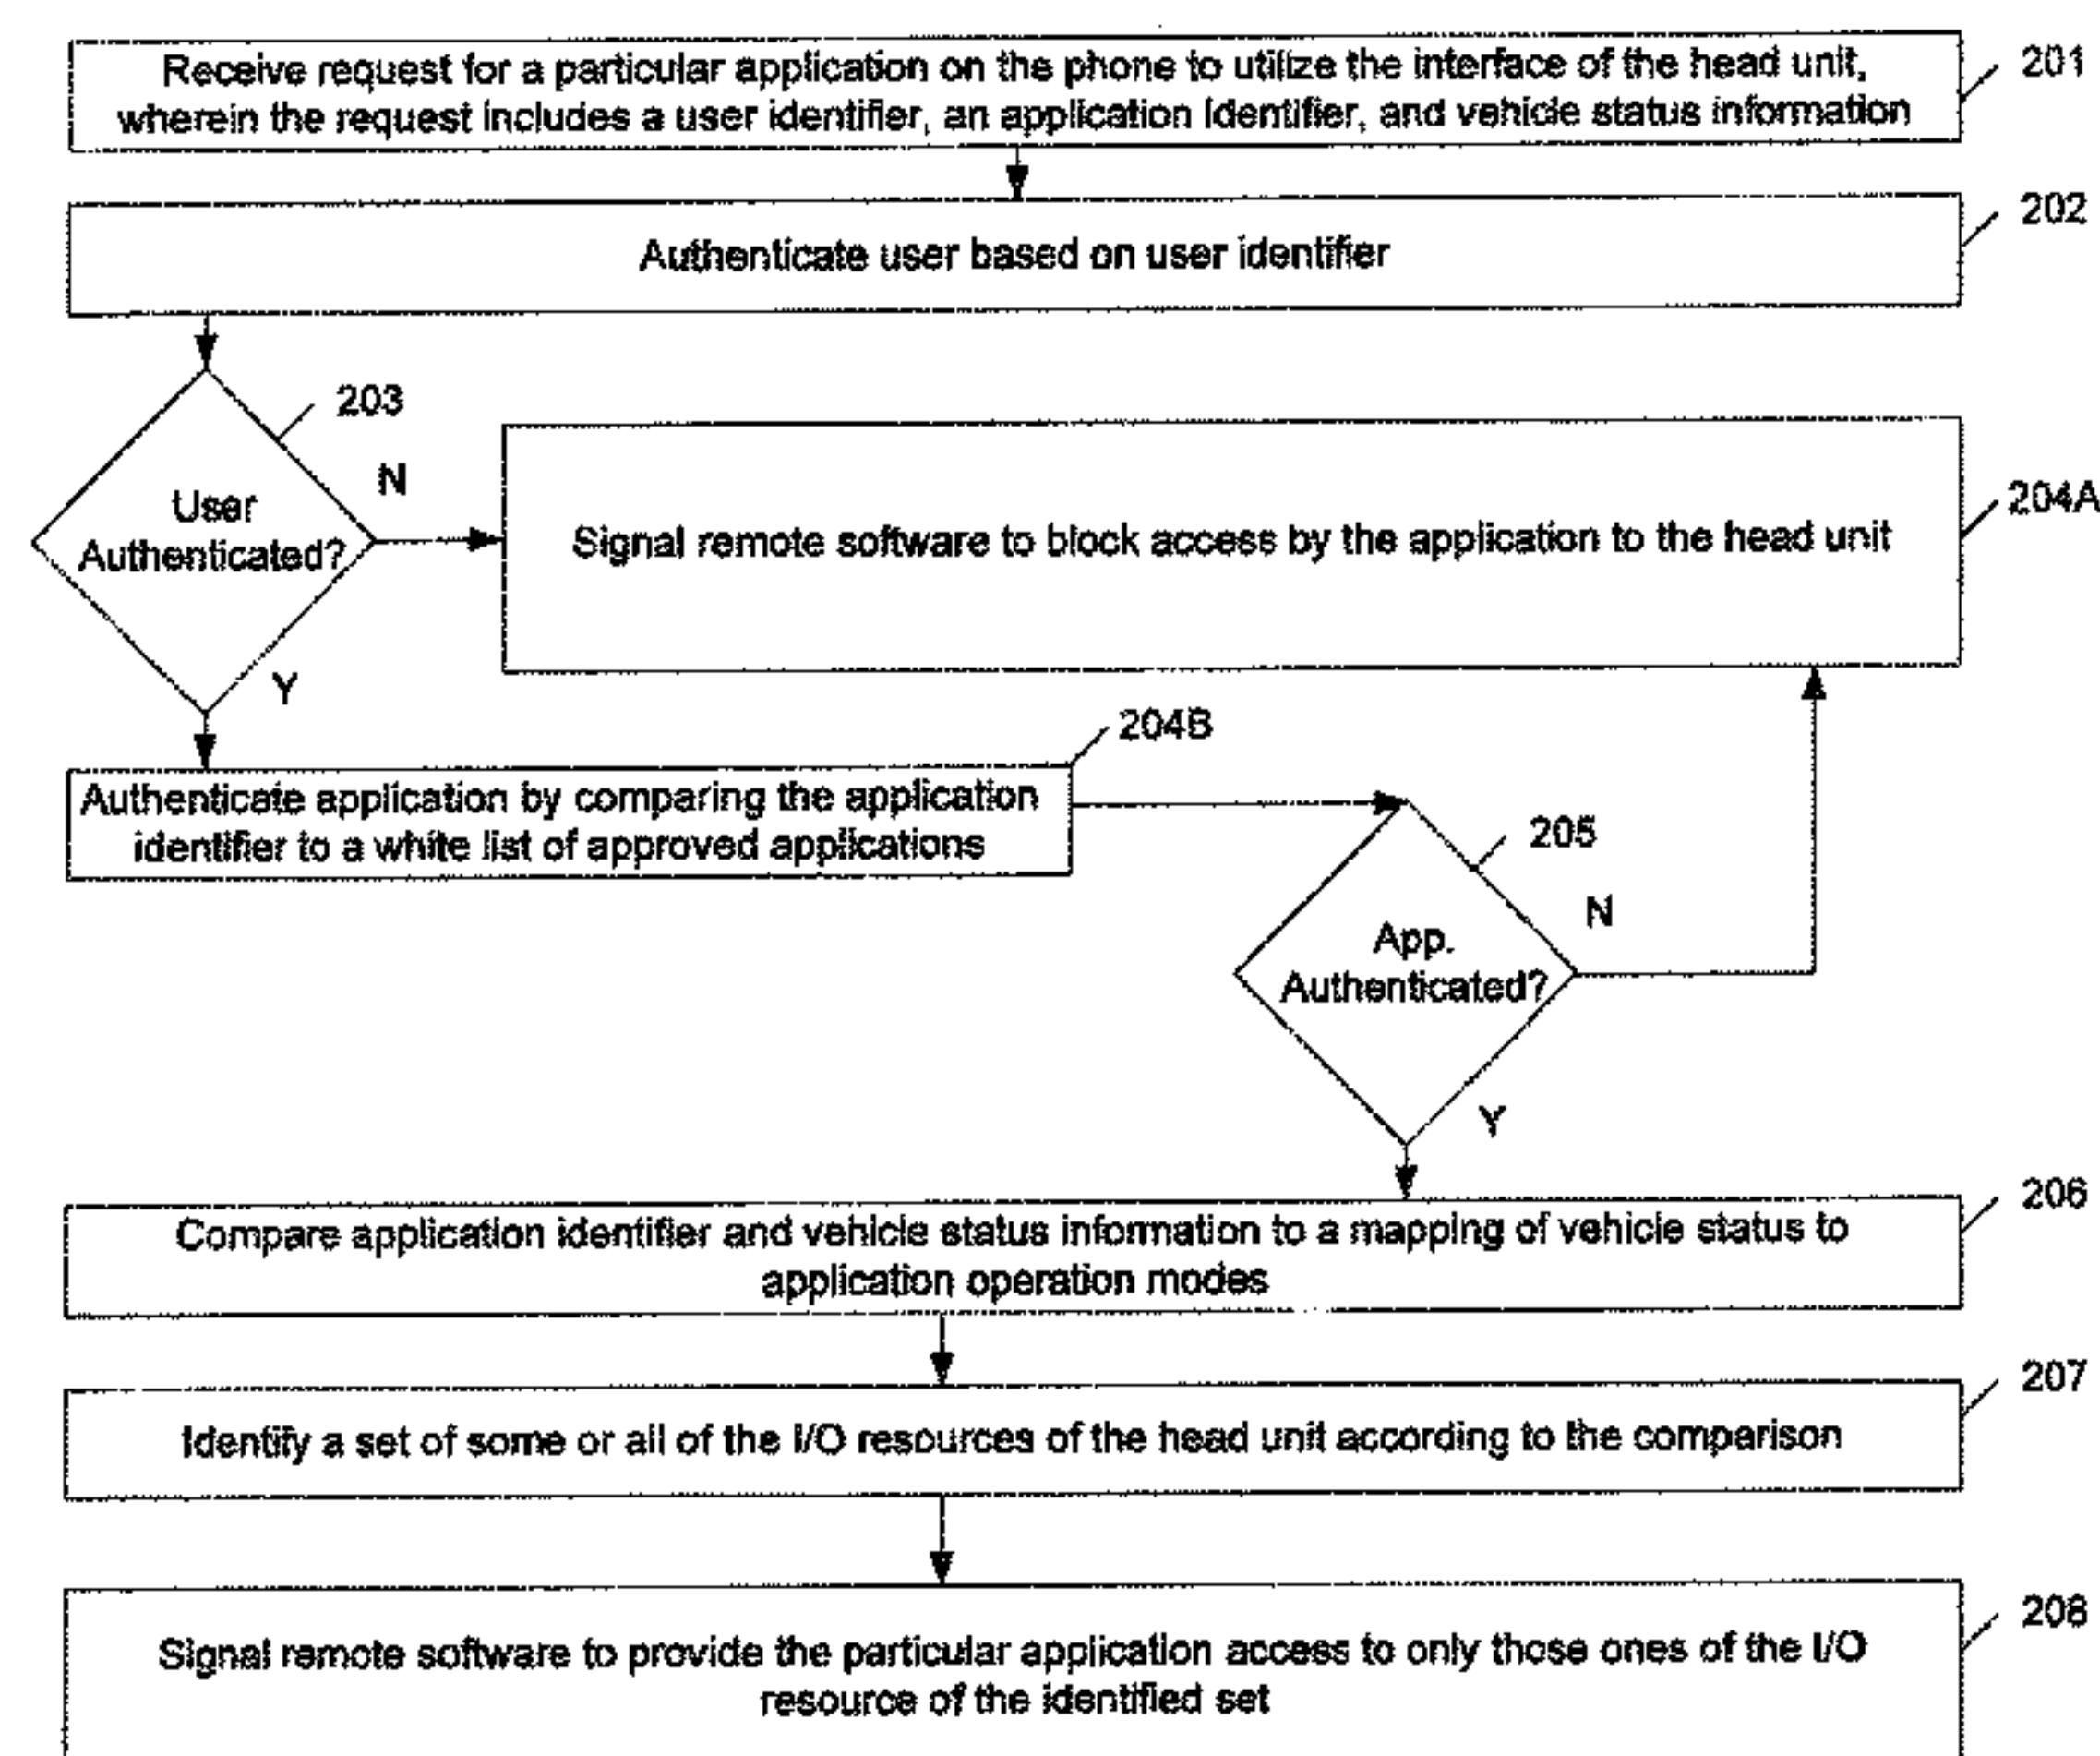 Receive request for a particular application on the phone to utilize the interface of the head unit,
wherein the request includes a user identifier, an application identifier, and vehicle status information
201
Authenticate user based on user identifier
202
203
User
Authenticated?
N
Y
Signal remote software to block access by the application to the head unit
204A
204B
Authenticate application by comparing the application
identifier to a white list of approved applications
205
App.
Authenticated?
N
Y
Compare application identifier and vehicle status information to a mapping of vehicle status to
application operation modes
206
Identify a set of some or all of the I/O resources of the head unit according to the comparison
207
Signal remote software to provide the particular application access to only those ones of the I/O
resource of the identified set
208